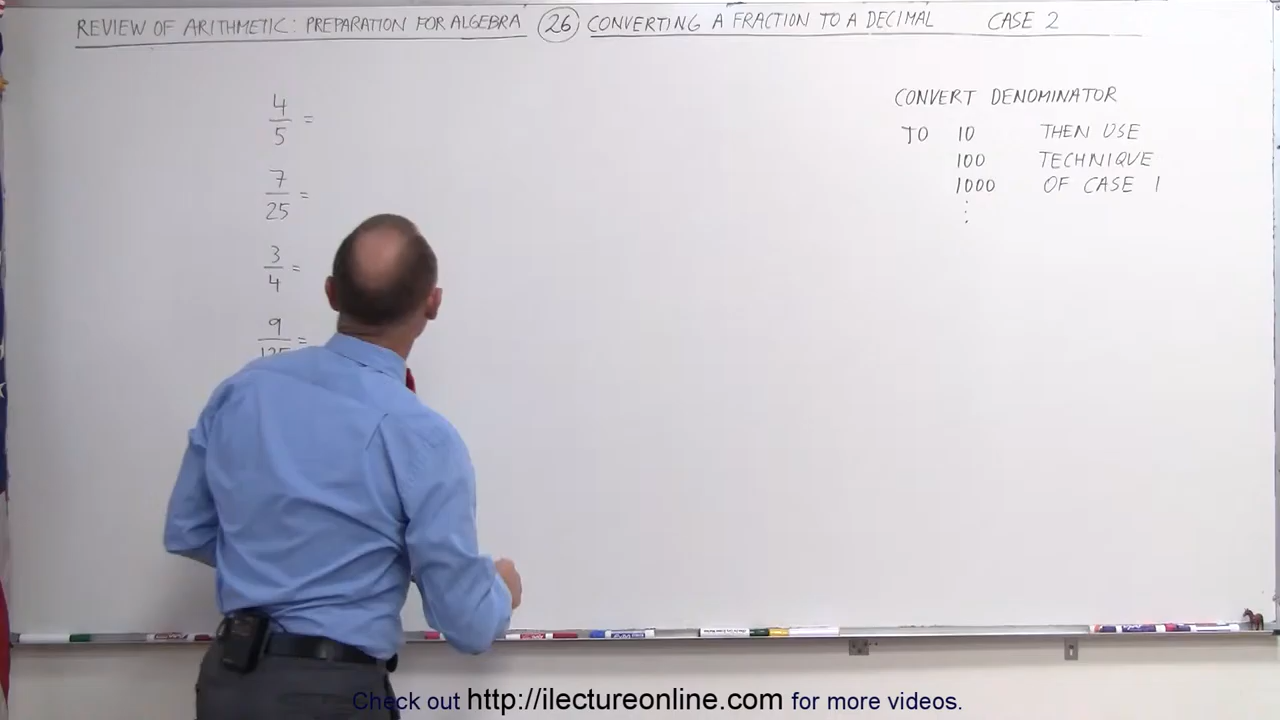 REVIEW OF ARITHMETIC: PREPARATION FOR ALGEBRA 26 CONVERTING A FRACTION TO A DECIMAL CASE 2
CONVERT DENOMINATOR
TO 10 THEN USE
100 TECHNIQUE
1000 OF CASE 1
⋮
4/5 =
7/25 =
3/4 =
9/125 =
Check out http://ilectureonline.com for more videos.